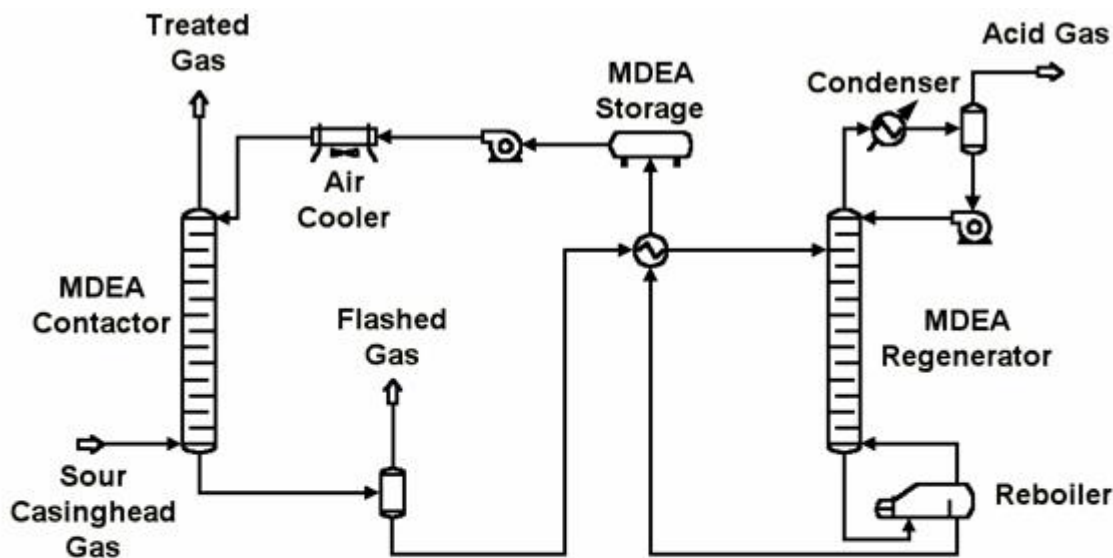 Treated
Gas
Acid Gas
MDEA
Storage
Condenser
Air
Cooler
MDEA
Contactor
Flashed
Gas
MDEA
Regenerator
Sour
Casinghead
Gas
Reboiler